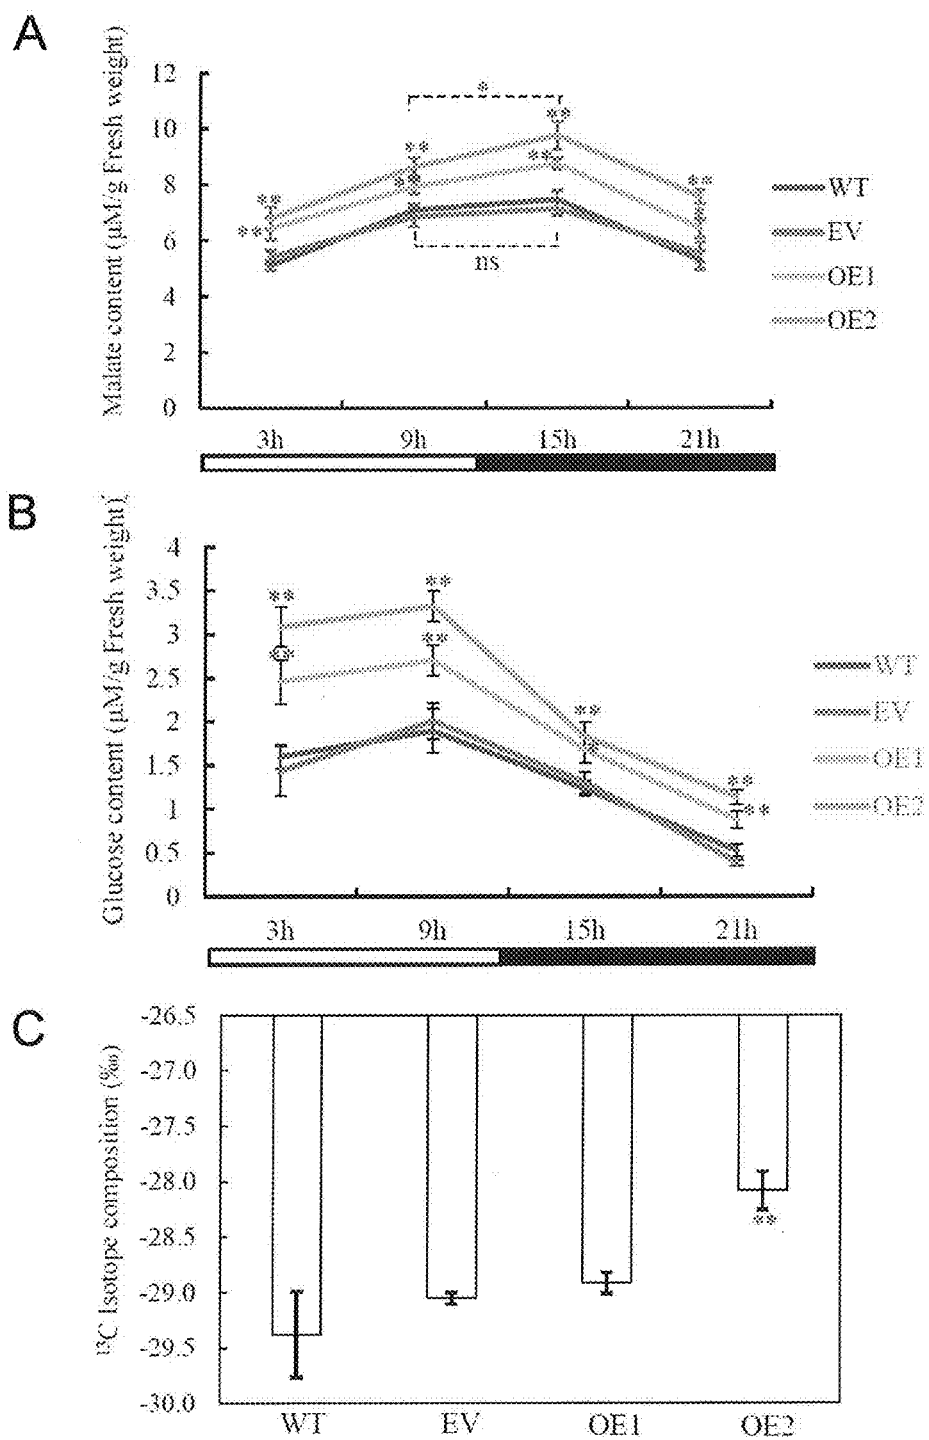 A
Malate content (μM/g Fresh weight)
12
10
8
6
4
2
0
*
**
**
**
**
**
**
**
ns
WT
EV
OE1
OE2
3h 9h 15h 21h
B
Glucose content (μM/g Fresh weight)
4
3.5
3
2.5
2
1.5
1
0.5
0
**
**
**
**
**
**
**
WT
EV
OE1
OE2
3h 9h 15h 21h
C
¹³C Isotope composition (‰)
-26.5
-27.0
-27.5
-28.0
-28.5
-29.0
-29.5
-30.0
**
WT EV OE1 OE2